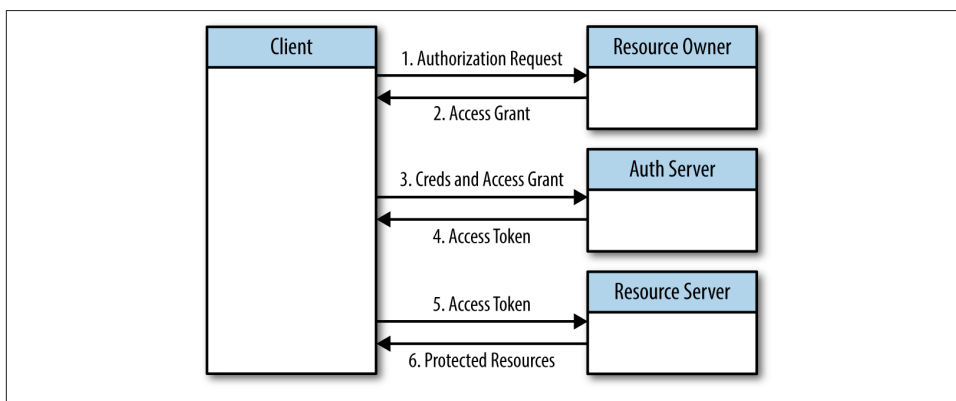 Client
Resource Owner
1. Authorization Request
2. Access Grant
Auth Server
3. Creds and Access Grant
4. Access Token
Resource Server
5. Access Token
6. Protected Resources